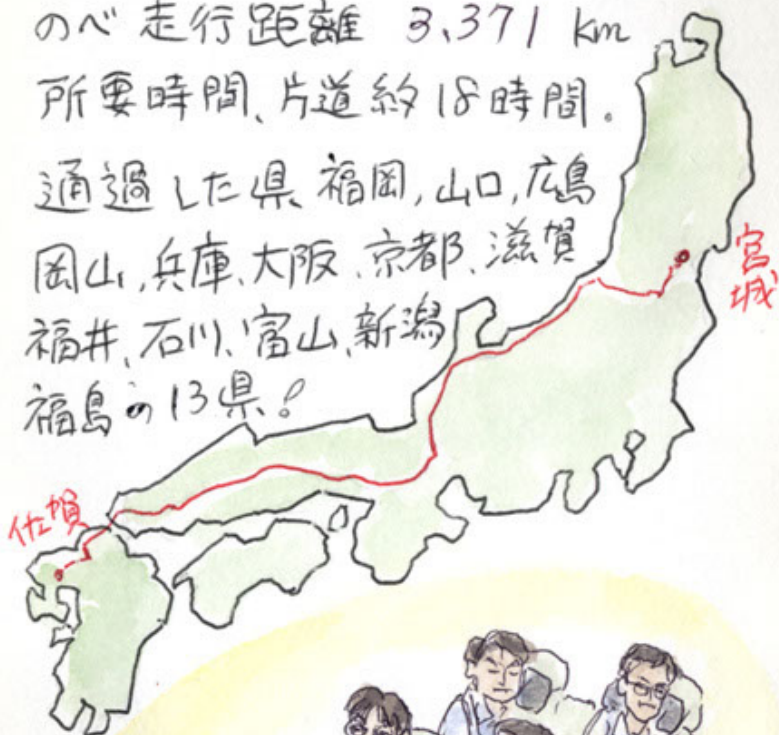 のべ 走行距離 3,371 km
所要時間、片道約18時間。
通過した県、福岡,山口,広島
岡山,兵庫、大阪、京都、滋賀
福井、石川、富山、新潟
福島の13県!
宮城
佐賀